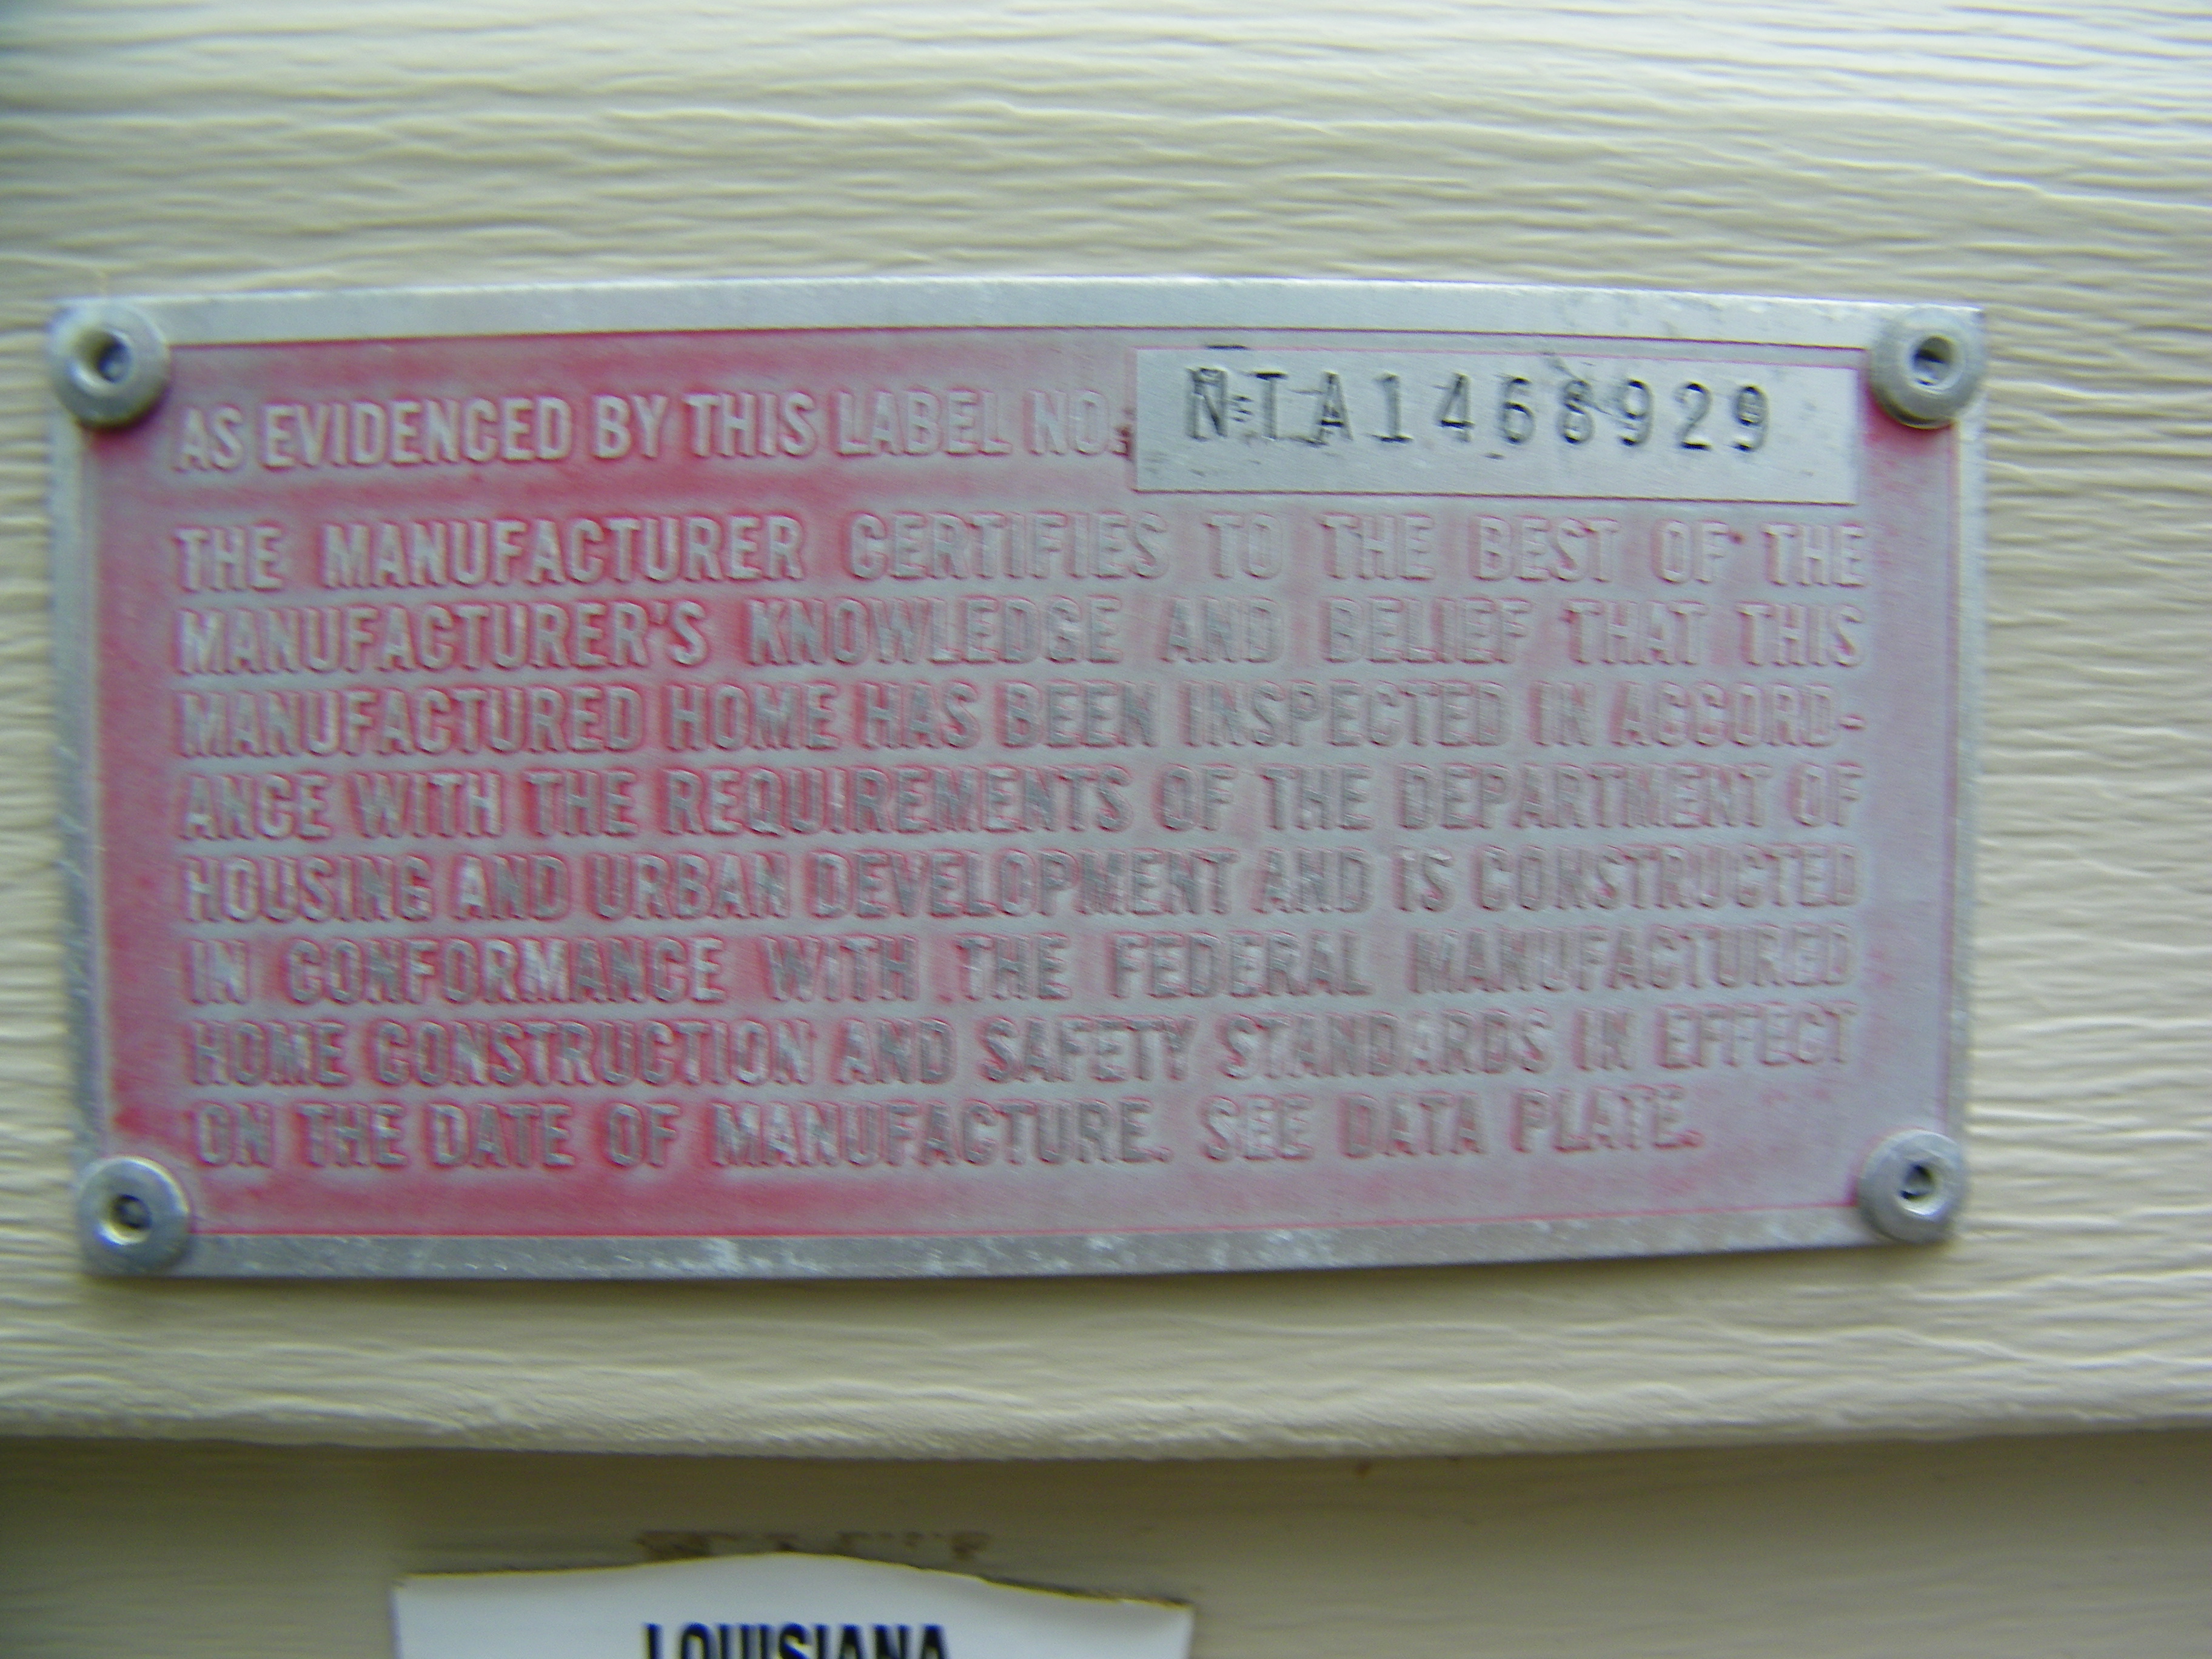 AS EVIDENCED BY THIS LABEL NO. NTA1468929
THE MANUFACTURER CERTIFIES TO THE BEST OF THE
MANUFACTURER'S KNOWLEDGE AND BELIEF THAT THIS
MANUFACTURED HOME HAS BEEN INSPECTED IN ACCORD-
ANCE WITH THE REQUIREMENTS OF THE DEPARTMENT OF
HOUSING AND URBAN DEVELOPMENT AND IS CONSTRUCTED
IN CONFORMANCE WITH THE FEDERAL MANUFACTURED
HOME CONSTRUCTION AND SAFETY STANDARDS IN EFFECT
ON THE DATE OF MANUFACTURE. SEE DATA PLATE.
LOUISIANA